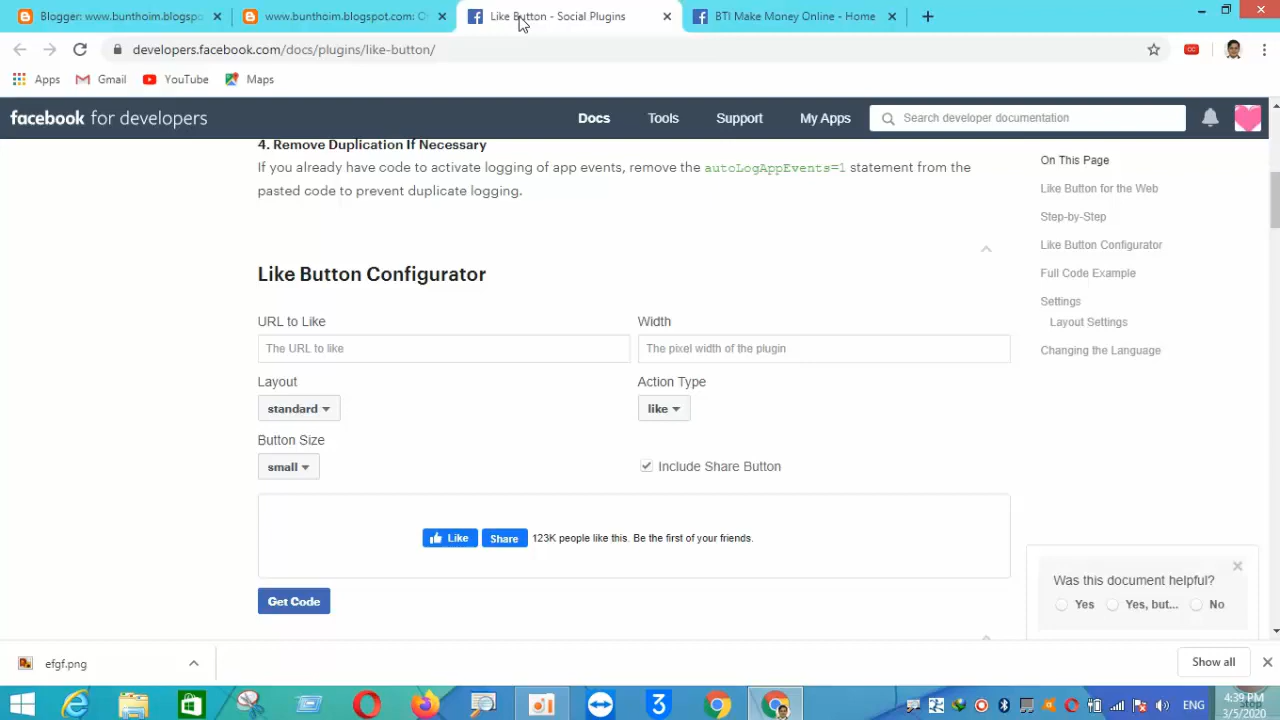 Blogger: www.bunthoim.blogspo
www.bunthoim.blogspot.com: O
Like Button - Social Plugins
BTI Make Money Online - Home
developers.facebook.com/docs/plugins/like-button/
Apps
Gmail
YouTube
Maps
facebook for developers
Docs
Tools
Support
My Apps
Search developer documentation
4. Remove Duplication If Necessary
If you already have code to activate logging of app events, remove the autoLogAppEvents=1 statement from the
pasted code to prevent duplicate logging.
On This Page
Like Button for the Web
Step-by-Step
Like Button Configurator
Full Code Example
Settings
Layout Settings
Changing the Language
Like Button Configurator
URL to Like
Width
The URL to like
The pixel width of the plugin
Layout
Action Type
standard
like
Button Size
small
Include Share Button
Like
Share
123K people like this. Be the first of your friends.
Get Code
Was this document helpful?
Yes
Yes, but...
No
efgf.png
Show all
3
ENG
4:39 PM
3/5/2020